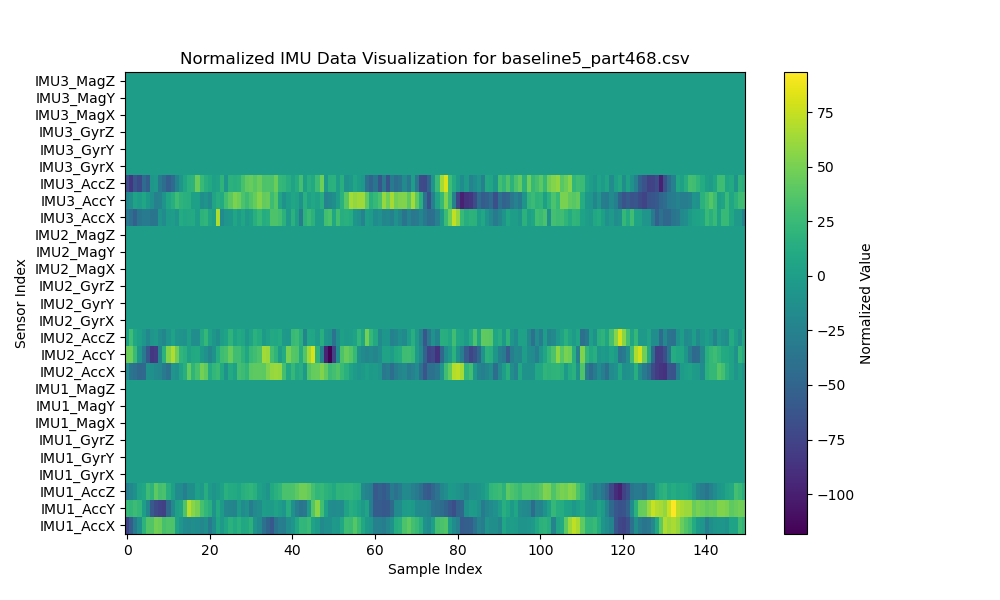 Normalized IMU Data Visualization for baseline5_part468.csv
IMU3_MagZ
IMU3_MagY
IMU3_MagX
IMU3_GyrZ
IMU3_GyrY
IMU3_GyrX
IMU3_AccZ
IMU3_AccY
IMU3_AccX
IMU2_MagZ
IMU2_MagY
IMU2_MagX
IMU2_GyrZ
IMU2_GyrY
IMU2_GyrX
IMU2_AccZ
IMU2_AccY
IMU2_AccX
IMU1_MagZ
IMU1_MagY
IMU1_MagX
IMU1_GyrZ
IMU1_GyrY
IMU1_GyrX
IMU1_AccZ
IMU1_AccY
IMU1_AccX
Sensor Index
0 20 40 60 80 100 120 140
Sample Index
75
50
25
0
−25
−50
−75
−100
Normalized Value